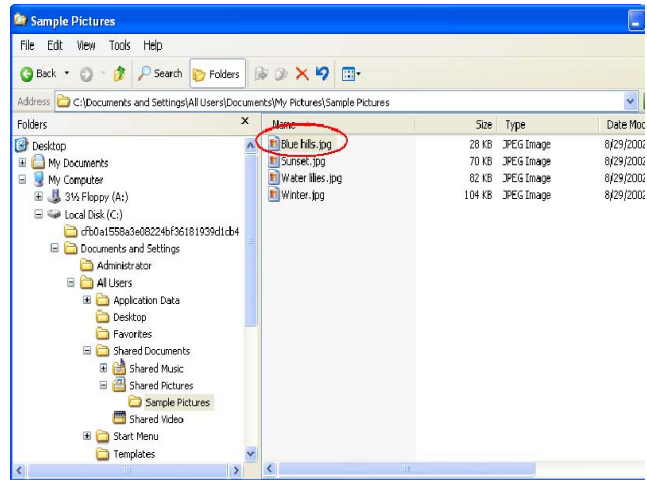 Sample Pictures
File Edit View Tools Help
Back Search Folders
Address C:\Documents and Settings\All Users\Documents\My Pictures\Sample Pictures
Folders x Name Size Type Date Mod
Desktop Blue hills.jpg 28 KB JPEG Image 8/29/2002
My Documents Sunset.jpg 70 KB JPEG Image 8/29/2002
My Computer Water lilies.jpg 82 KB JPEG Image 8/29/2002
3½ Floppy (A:) Winter.jpg 104 KB JPEG Image 8/29/2002
Local Disk (C:)
cfb0a1558a3e08224bf36181939d1cb4
Documents and Settings
Administrator
All Users
Application Data
Desktop
Favorites
Shared Documents
Shared Music
Shared Pictures
Sample Pictures
Shared Video
Start Menu
Templates